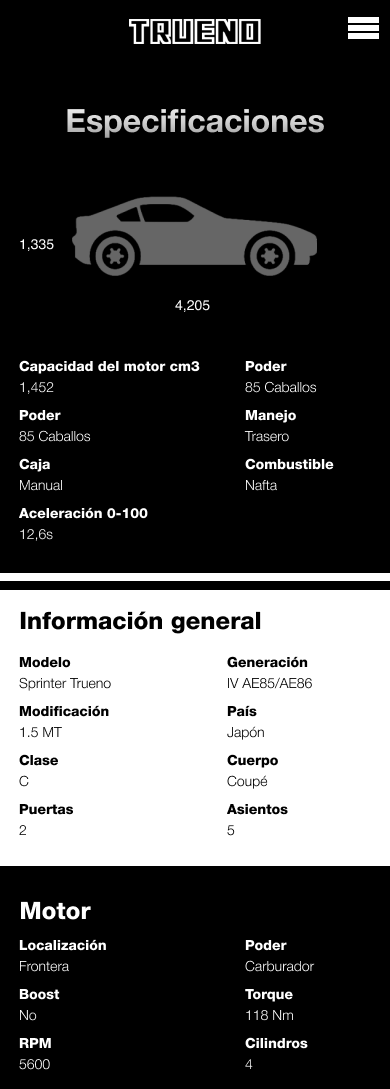 TRUENO
Especificaciones
1,335
4,205
Capacidad del motor cm3
1,452
Poder
85 Caballos
Poder
85 Caballos
Manejo
Trasero
Caja
Manual
Combustible
Nafta
Aceleración 0-100
12,6s
Información general
Modelo
Sprinter Trueno
Generación
IV AE85/AE86
Modificación
1.5 MT
País
Japón
Clase
C
Cuerpo
Coupé
Puertas
2
Asientos
5
Motor
Localización
Frontera
Poder
Carburador
Boost
No
Torque
118 Nm
RPM
5600
Cilindros
4